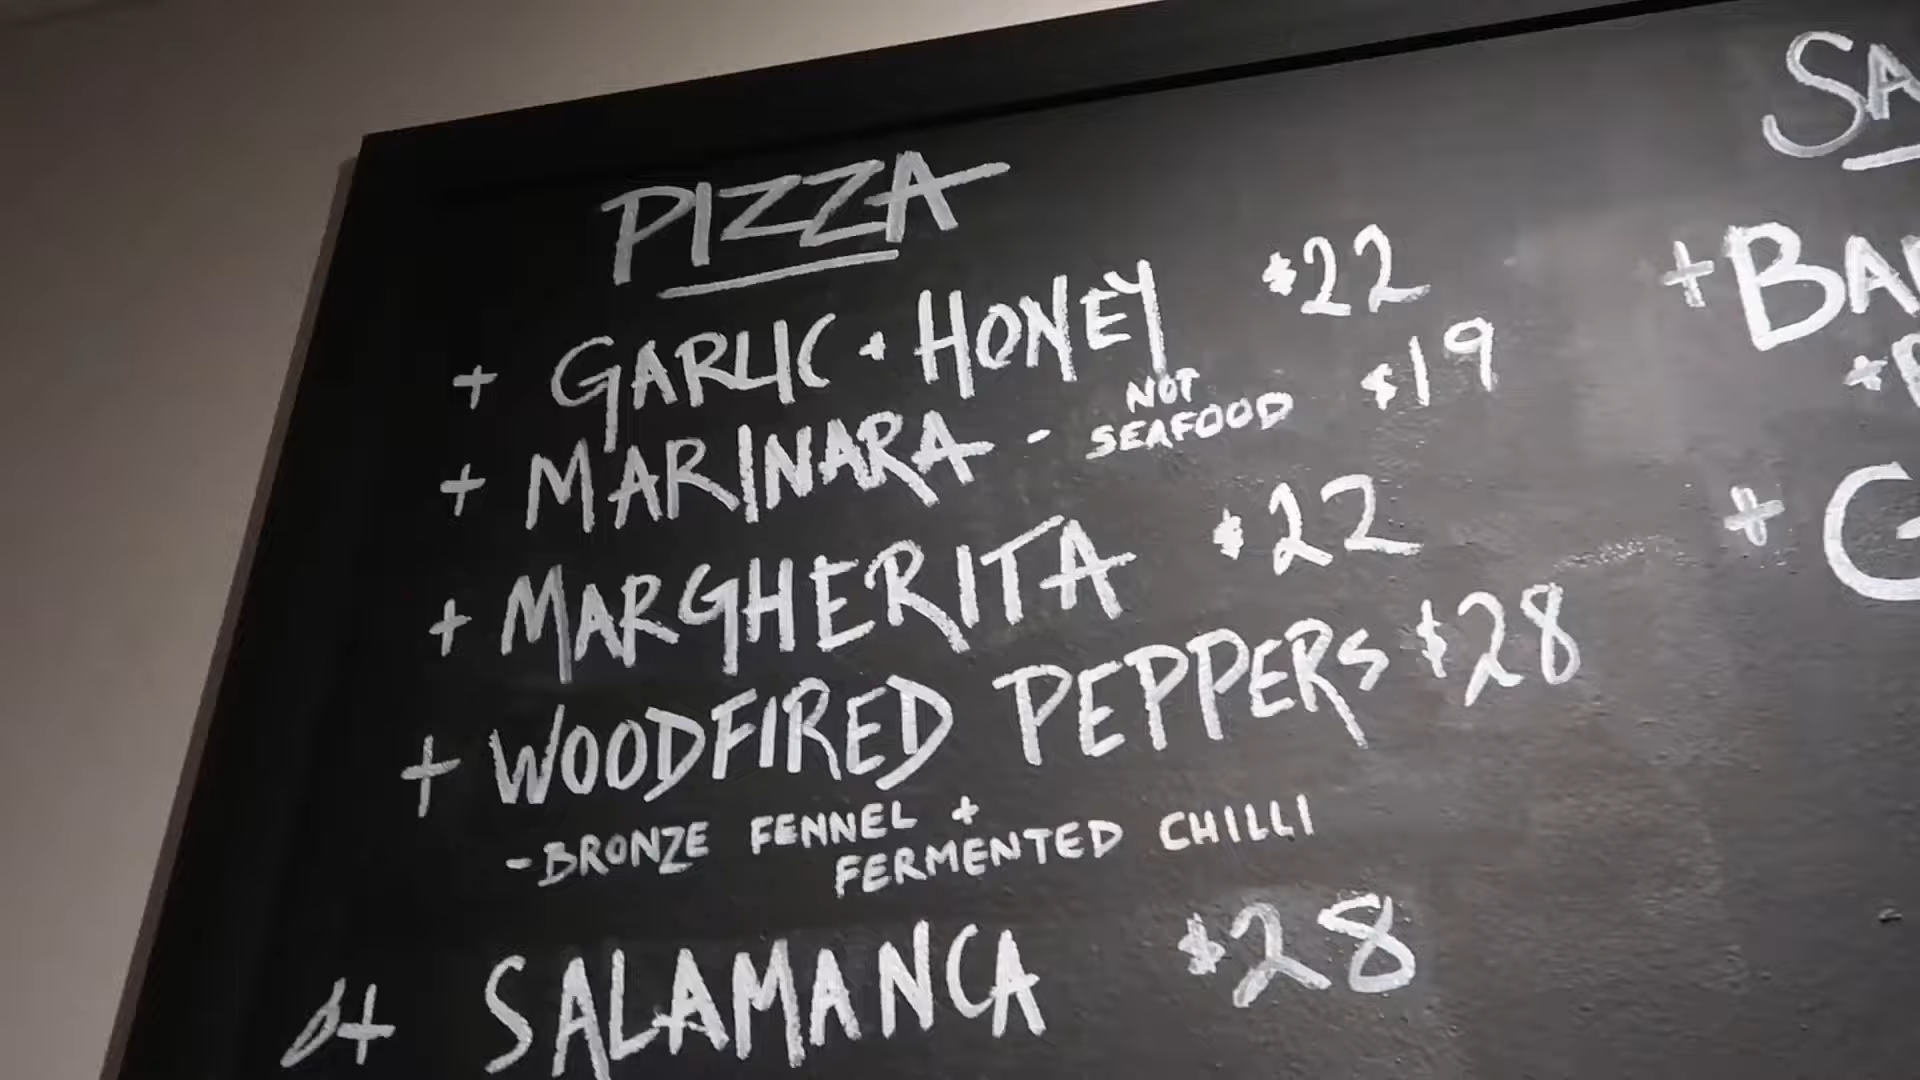 PIZZA
+ GARLIC + HONEY $22
+ MARINARA - NOT SEAFOOD $19
+ MARGHERITA $22
+ WOODFIRED PEPPERS $28
- BRONZE FENNEL +
FERMENTED CHILLI
+ SALAMANCA $28
SA
+ BA
+
+ G